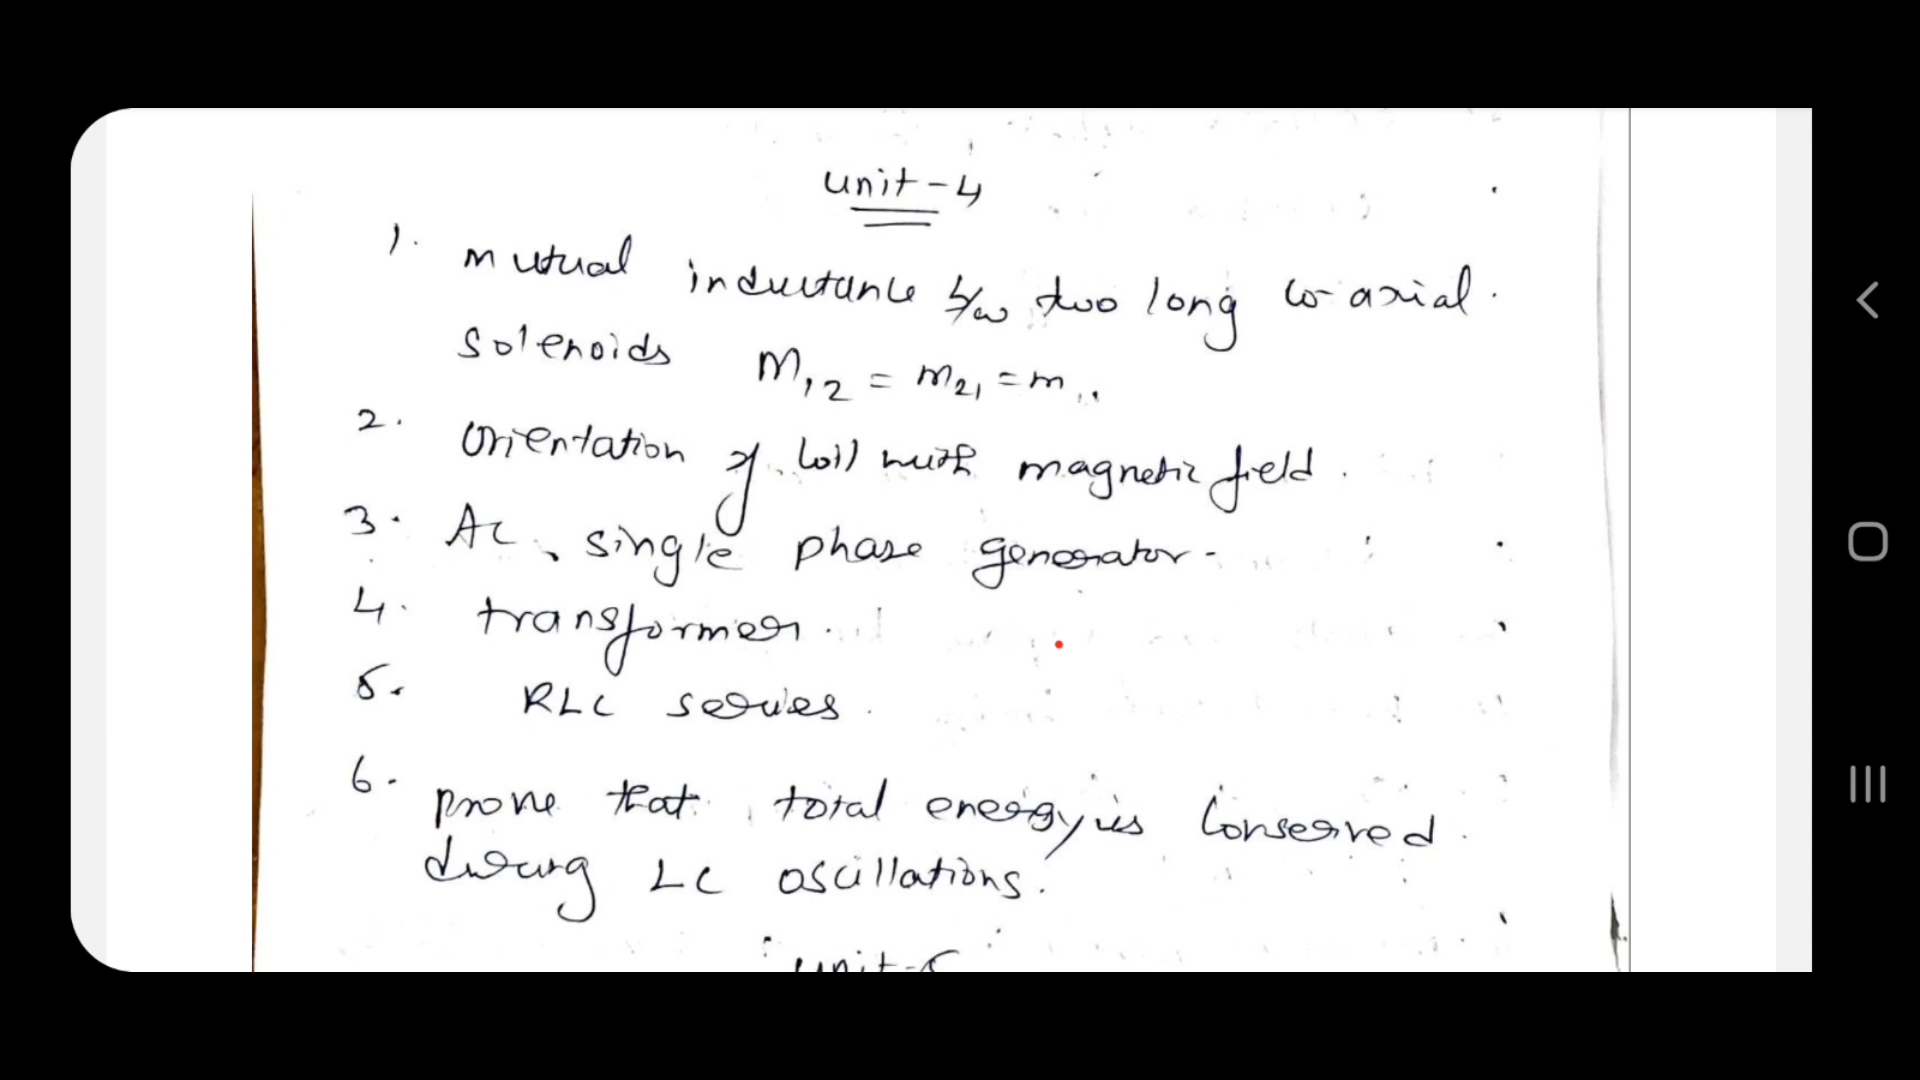 Unit-4
1. mutual inductance b/w two long co-axial.
solenoids M12 = M21 = M
2. Orientation of coil with magnetic field.
3. AC single phase generator.
4. transformer.
5. RLC series.
6. prove that total energy is conserved.
during LC oscillations.